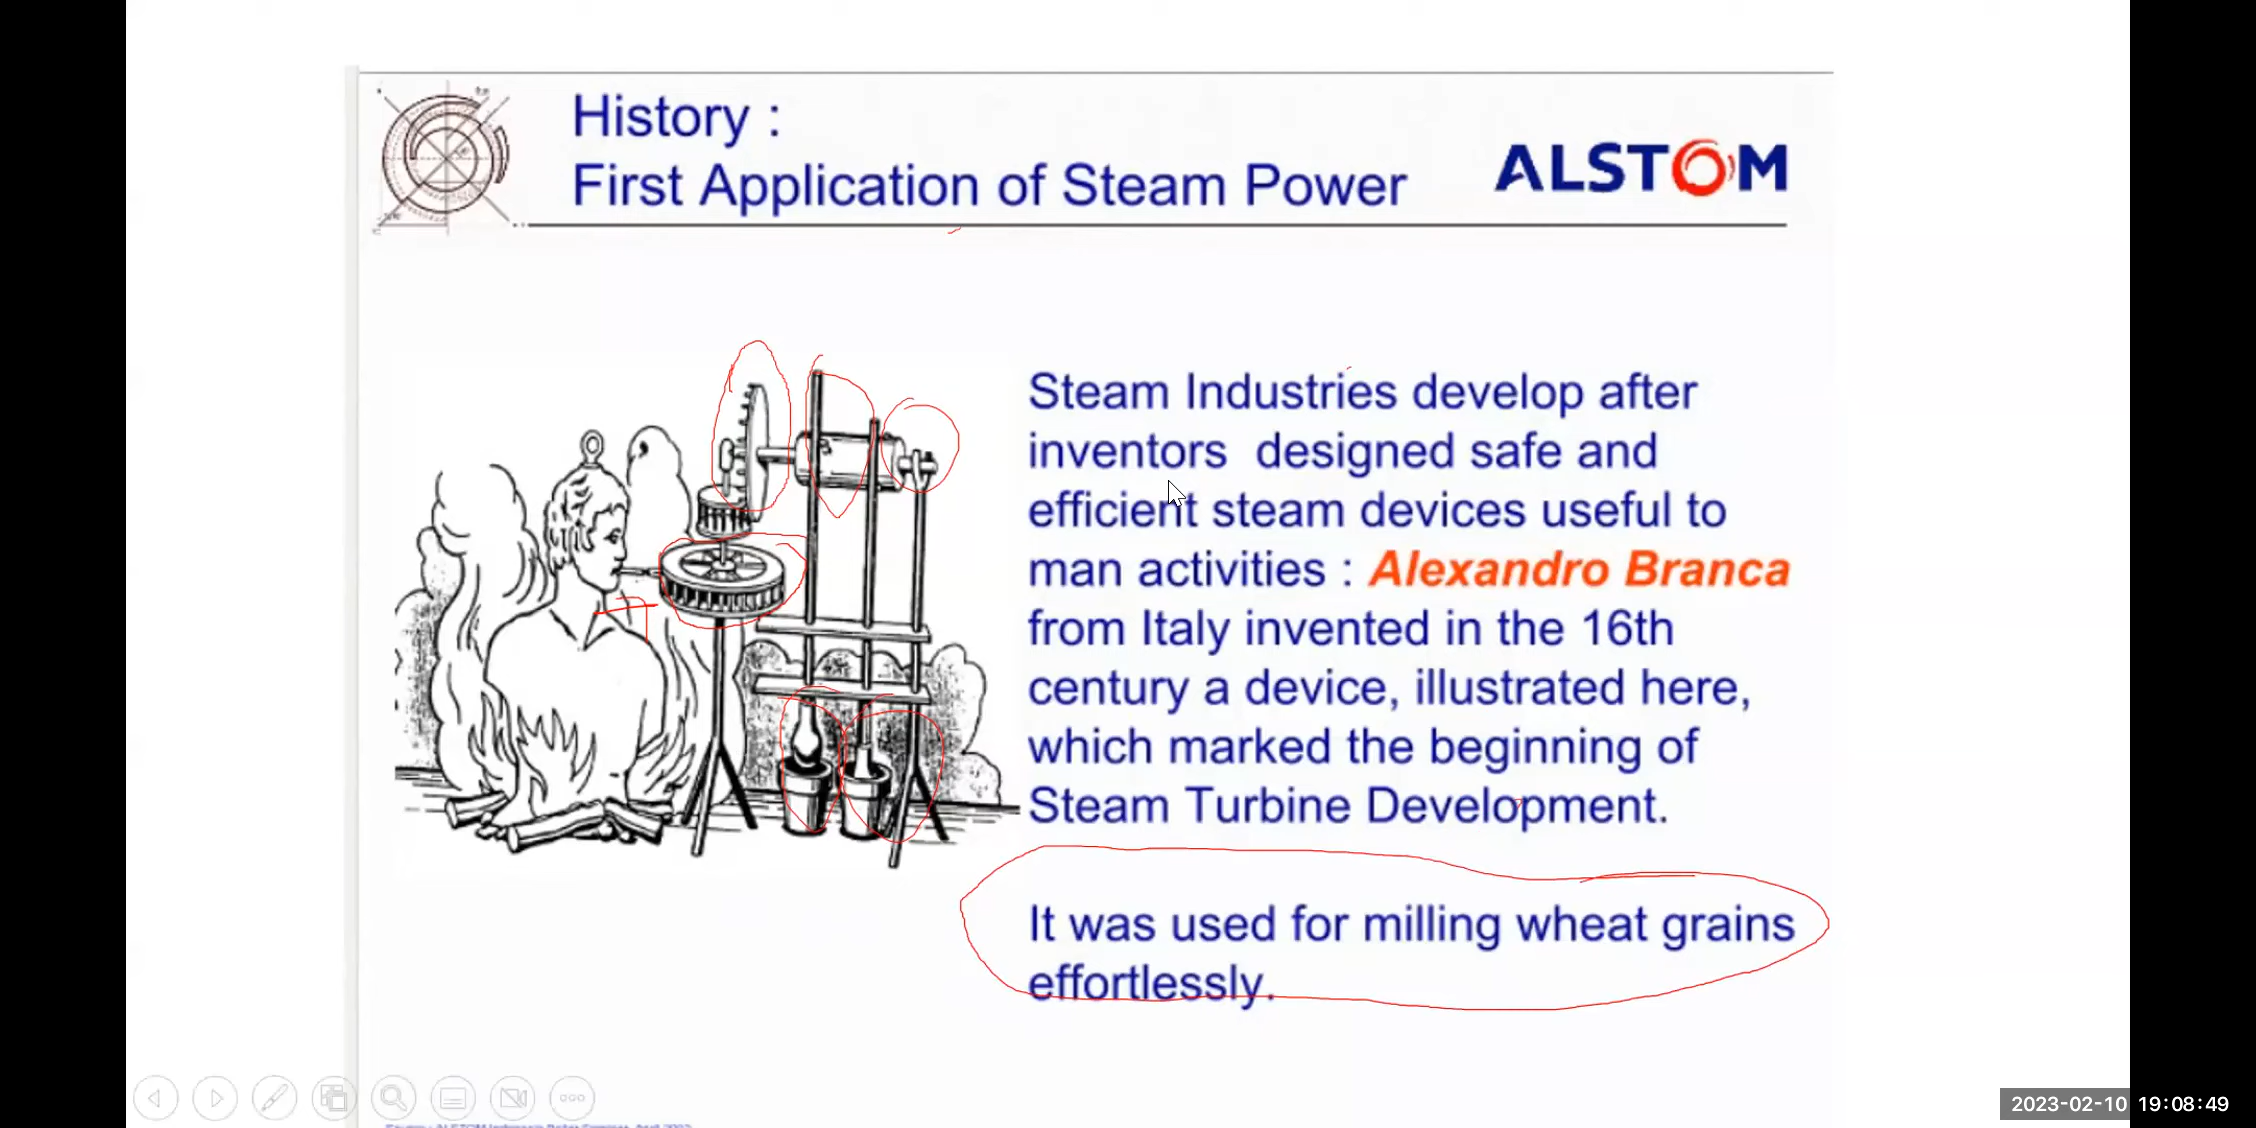 History :
First Application of Steam Power
ALSTOM
Steam Industries develop after
inventors designed safe and
efficient steam devices useful to
man activities : Alexandro Branca
from Italy invented in the 16th
century a device, illustrated here,
which marked the beginning of
Steam Turbine Development.
It was used for milling wheat grains
effortlessly.
2023-02-10 19:08:49